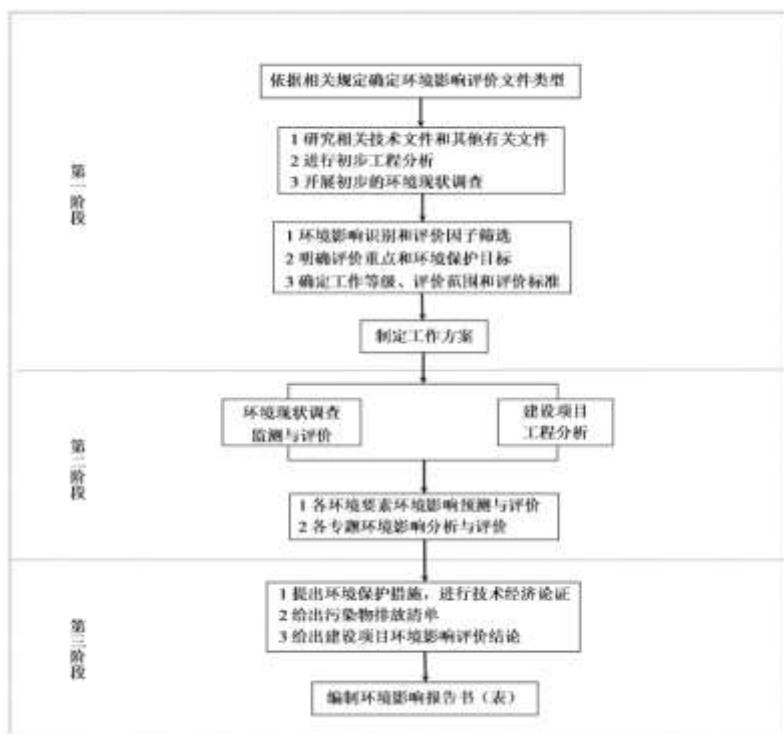 依据相关规定确定环境影响评价文件类型
第一阶段
1 研究相关技术文件和其他有关文件
2 进行初步工程分析
3 开展初步的环境现状调查
1 环境影响识别和评价因子筛选
2 明确评价重点和环境保护目标
3 确定工作等级、评价范围和评价标准
制定工作方案
第二阶段
环境现状调查
监测与评价
建设项目
工程分析
1 各环境要素环境影响预测与评价
2 各专题环境影响分析与评价
第三阶段
1 提出环境保护措施，进行技术经济论证
2 给出污染物排放清单
3 给出建设项目环境影响评价结论
编制环境影响报告书（表）